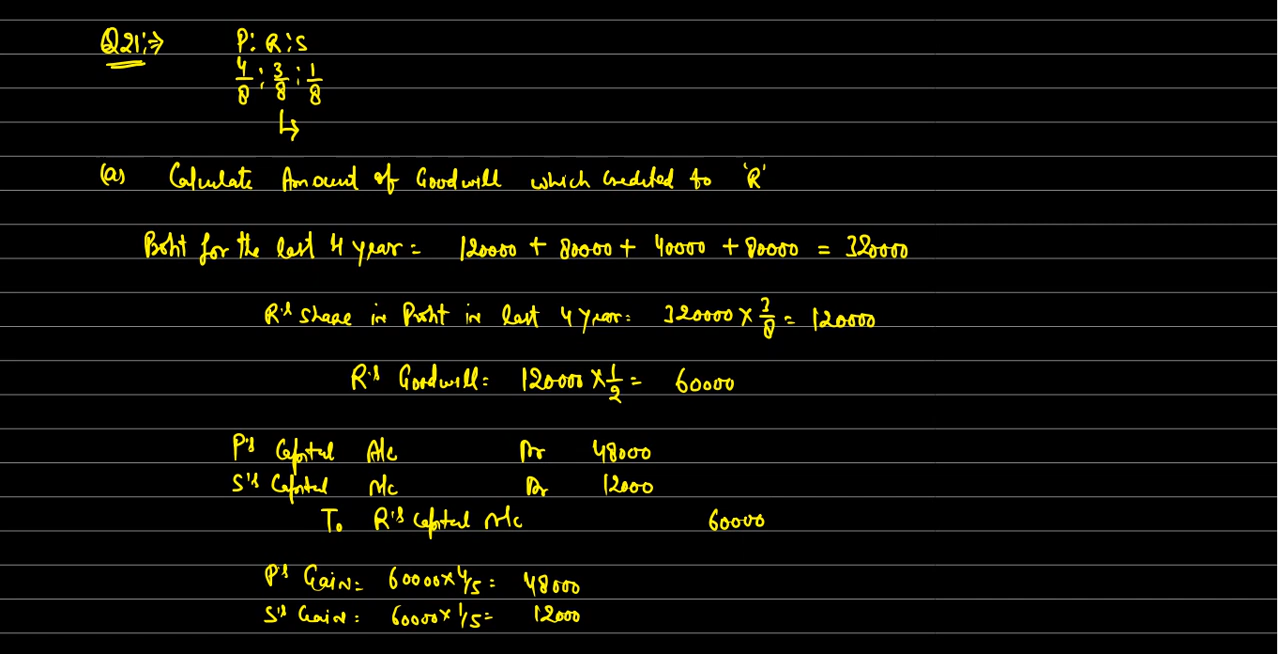 Q21:⇒ P: R: S
4/8 : 3/8 : 1/8
↳
(a) Calculate Amount of Goodwill which credited to 'R'
Profit for the last 4 year = 120000 + 80000 + 40000 + 80000 = 320000
R's share in Profit in last 4 year: 320000 × 3/8 = 120000
R's Goodwill = 120000 × 1/2 = 60000
P's Capital A/c Dr 48000
S's Capital A/c Dr 12000
To R's Capital A/c 60000
P's Gain = 60000 × 4/5 = 48000
S's Gain = 60000 × 1/5 = 12000